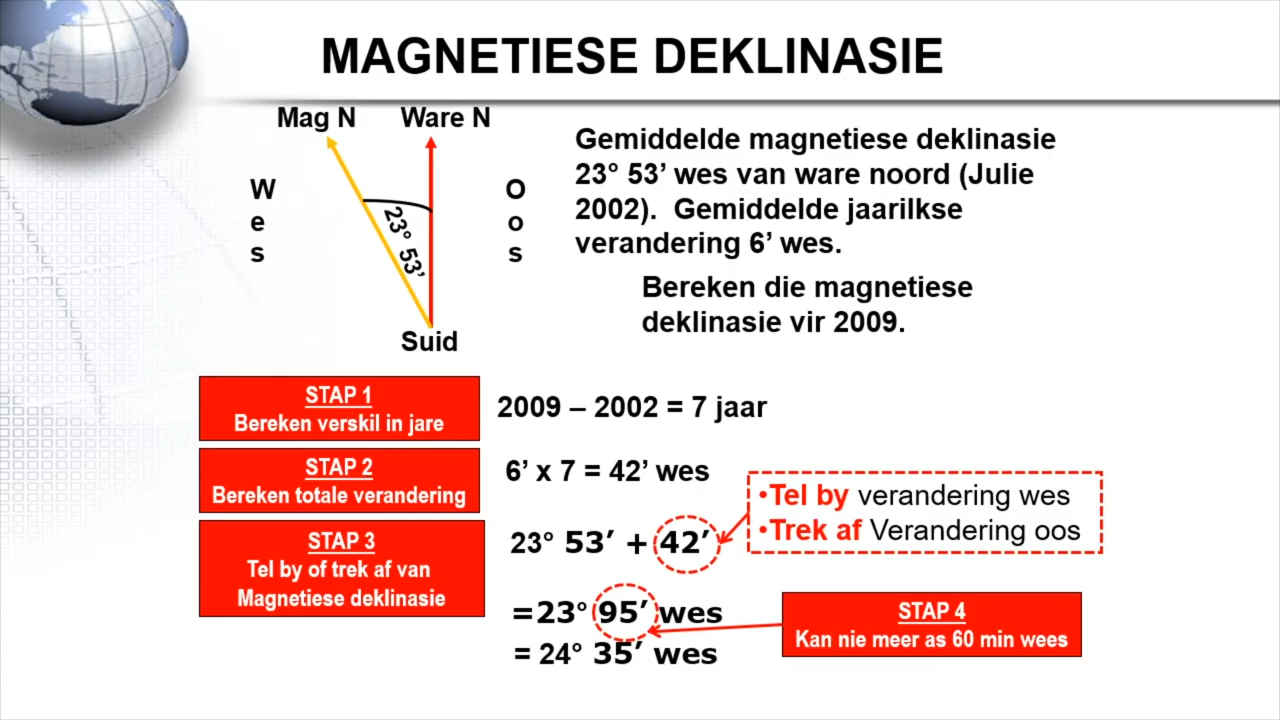 MAGNETIESE DEKLINASIE
Mag N
Ware N
W
e
s
O
o
s
23° 53’
Suid
Gemiddelde magnetiese deklinasie
23° 53’ wes van ware noord (Julie
2002). Gemiddelde jaarilkse
verandering 6’ wes.
Bereken die magnetiese
deklinasie vir 2009.
STAP 1
Bereken verskil in jare
2009 – 2002 = 7 jaar
STAP 2
Bereken totale verandering
6’ x 7 = 42’ wes
•Tel by verandering wes
•Trek af Verandering oos
STAP 3
Tel by of trek af van
Magnetiese deklinasie
23° 53’ + 42’
=23° 95’ wes
= 24° 35’ wes
STAP 4
Kan nie meer as 60 min wees